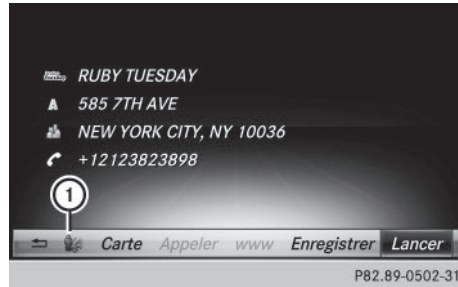 RUBY TUESDAY
A 585 7TH AVE
NEW YORK CITY, NY 10036
+12123823898
1
Carte Appeler www Enregistrer Lancer
P82.89-0502-31